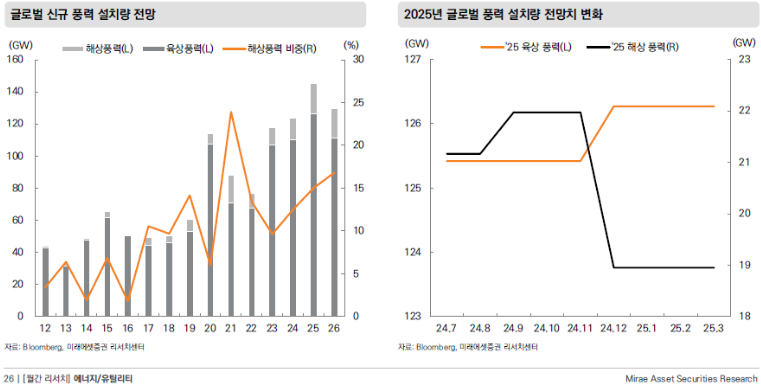 글로벌 신규 풍력 설치량 전망
(GW)
해상풍력(L)
육상풍력(L)
해상풍력 비중(R)
(%)
160
140
120
100
80
60
40
20
0
30
25
20
15
10
5
0
12 13 14 15 16 17 18 19 20 21 22 23 24 25 26
자료: Bloomberg, 미래에셋증권 리서치센터
2025년 글로벌 풍력 설치량 전망치 변화
(GW)
'25 육상 풍력(L)
'25 해상 풍력(R)
(GW)
127
126
125
124
123
23
22
21
20
19
18
24.7 24.8 24.9 24.10 24.11 24.12 25.1 25.2 25.3
자료: Bloomberg, 미래에셋증권 리서치센터
26 | [월간 리서치] 에너지/유틸리티
Mirae Asset Securities Research